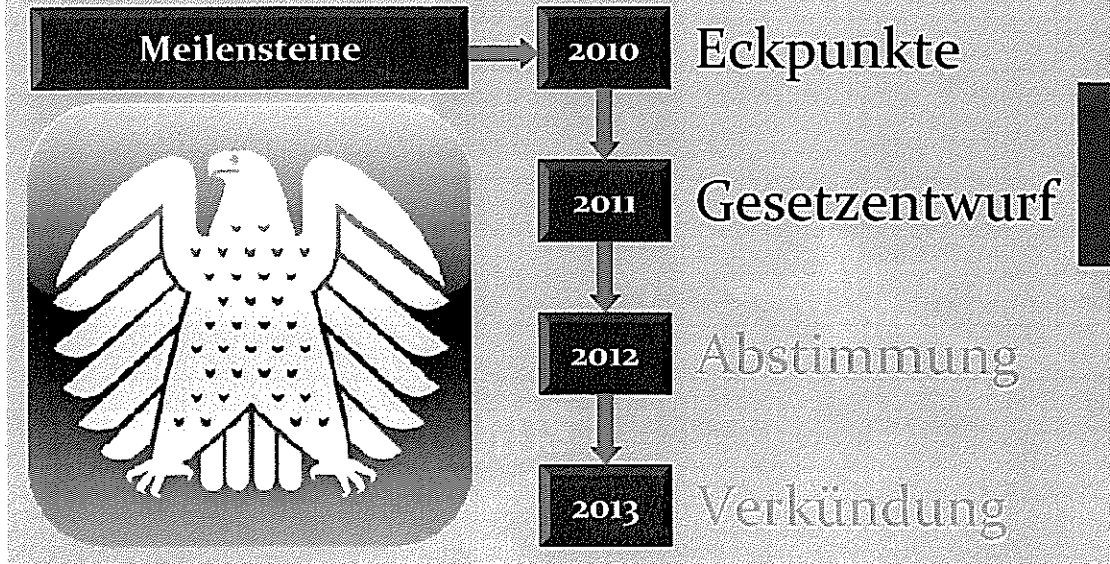 Meilensteine
2010 Eckpunkte
2011 Gesetzentwurf
2012 Abstimmung
2013 Verkündung